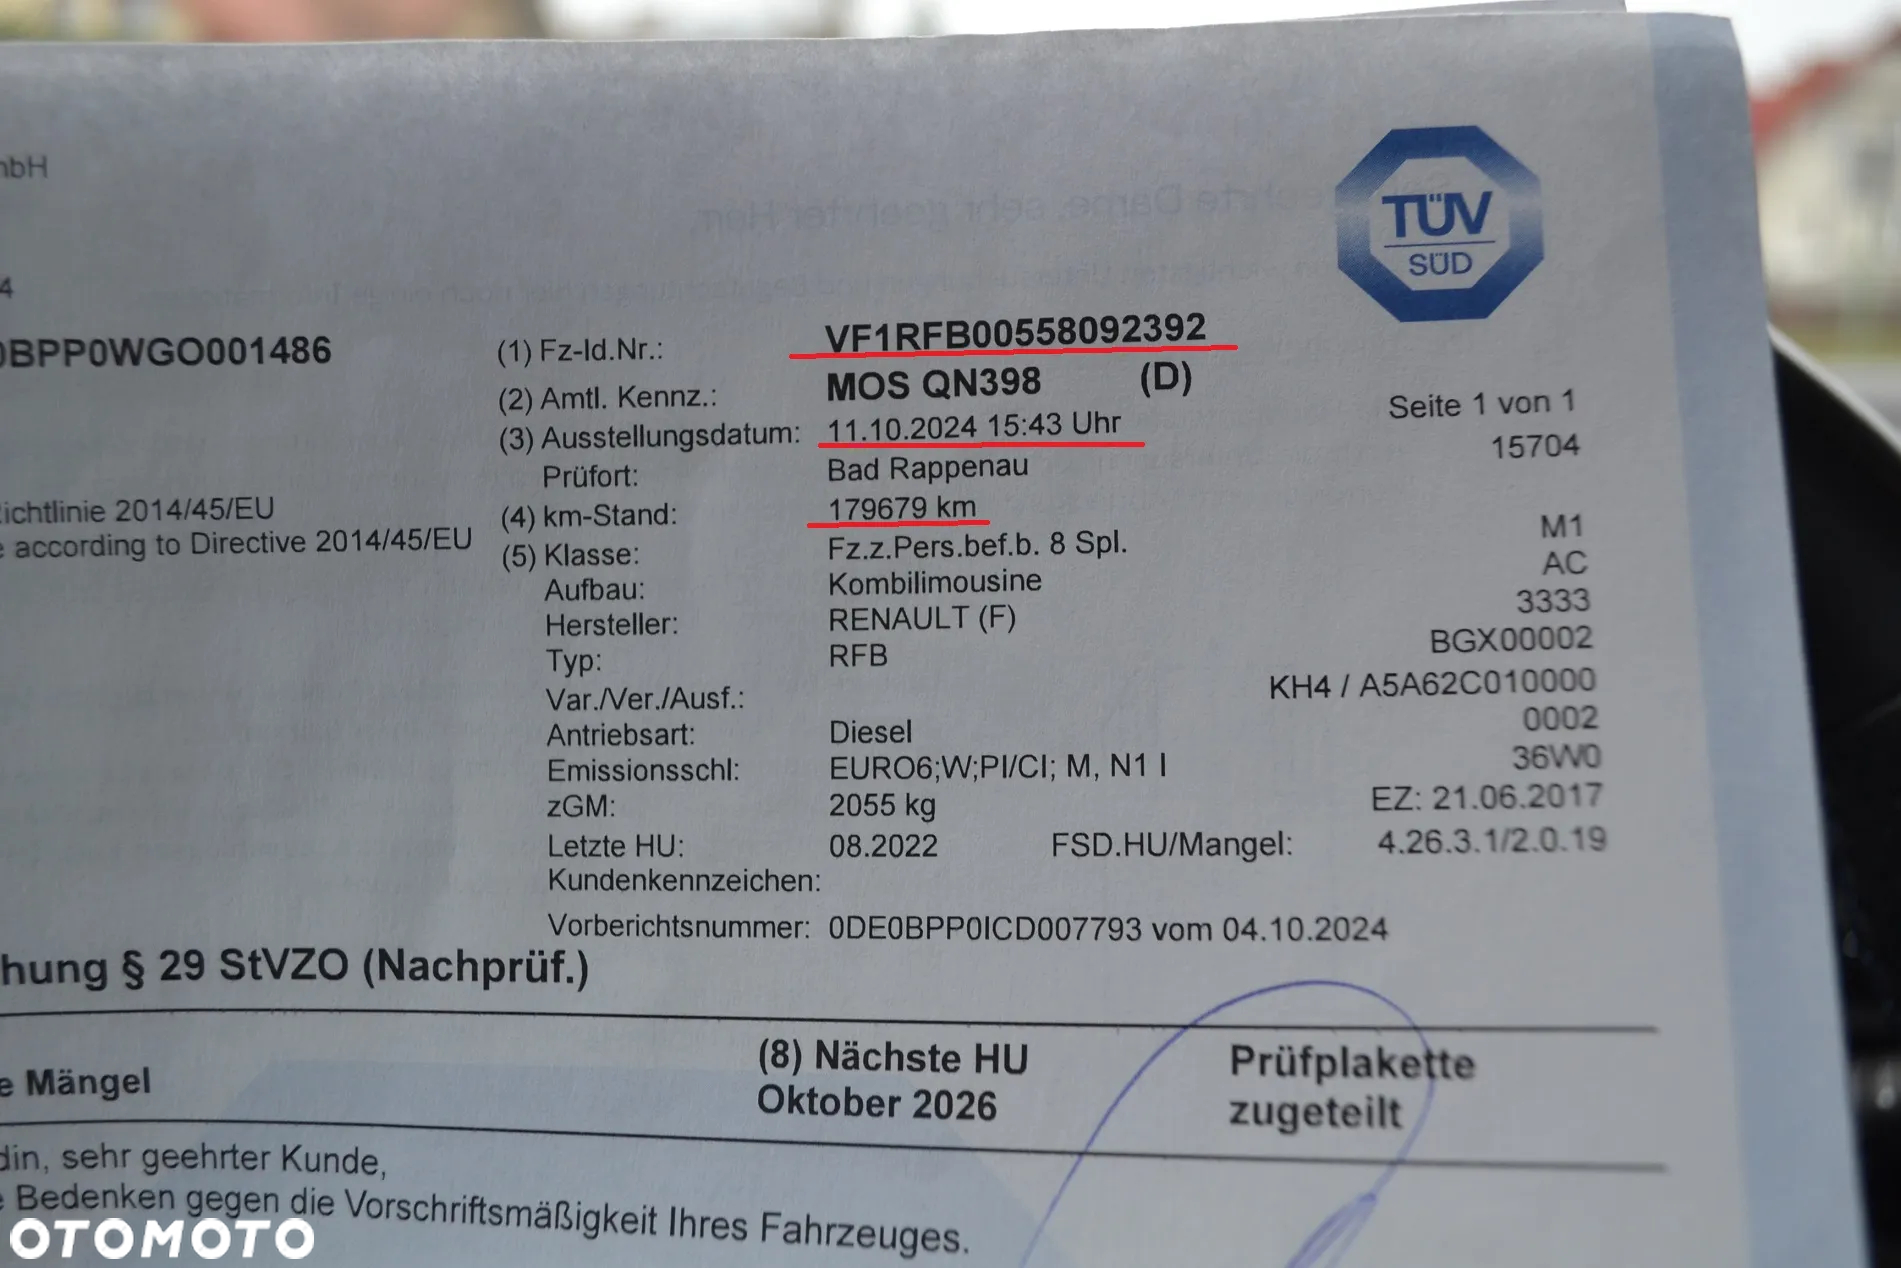 mbH
TÜV
SÜD
4
0BPP0WGO001486
(1) Fz-Id.Nr.: VF1RFB00558092392
(2) Amtl. Kennz.: MOS QN398 (D)
(3) Ausstellungsdatum: 11.10.2024 15:43 Uhr Seite 1 von 1
Prüfort: Bad Rappenau 15704
Richtlinie 2014/45/EU
(4) km-Stand: 179679 km
e according to Directive 2014/45/EU
(5) Klasse: Fz.z.Pers.bef.b. 8 Spl. M1
Aufbau: Kombilimousine AC
Hersteller: RENAULT (F) 3333
Typ: RFB BGX00002
Var./Ver./Ausf.: KH4 / A5A62C010000
Antriebsart: Diesel 0002
Emissionsschl: EURO6;W;PI/CI; M, N1 I 36W0
zGM: 2055 kg EZ: 21.06.2017
Letzte HU: 08.2022 FSD.HU/Mangel: 4.26.3.1/2.0.19
Kundenkennzeichen:
Vorberichtsnummer: 0DE0BPP0ICD007793 vom 04.10.2024
hung § 29 StVZO (Nachprüf.)
e Mängel
(8) Nächste HU
Oktober 2026
Prüfplakette
zugeteilt
din, sehr geehrter Kunde,
e Bedenken gegen die Vorschriftsmäßigkeit Ihres Fahrzeuges.
OTOMOTO